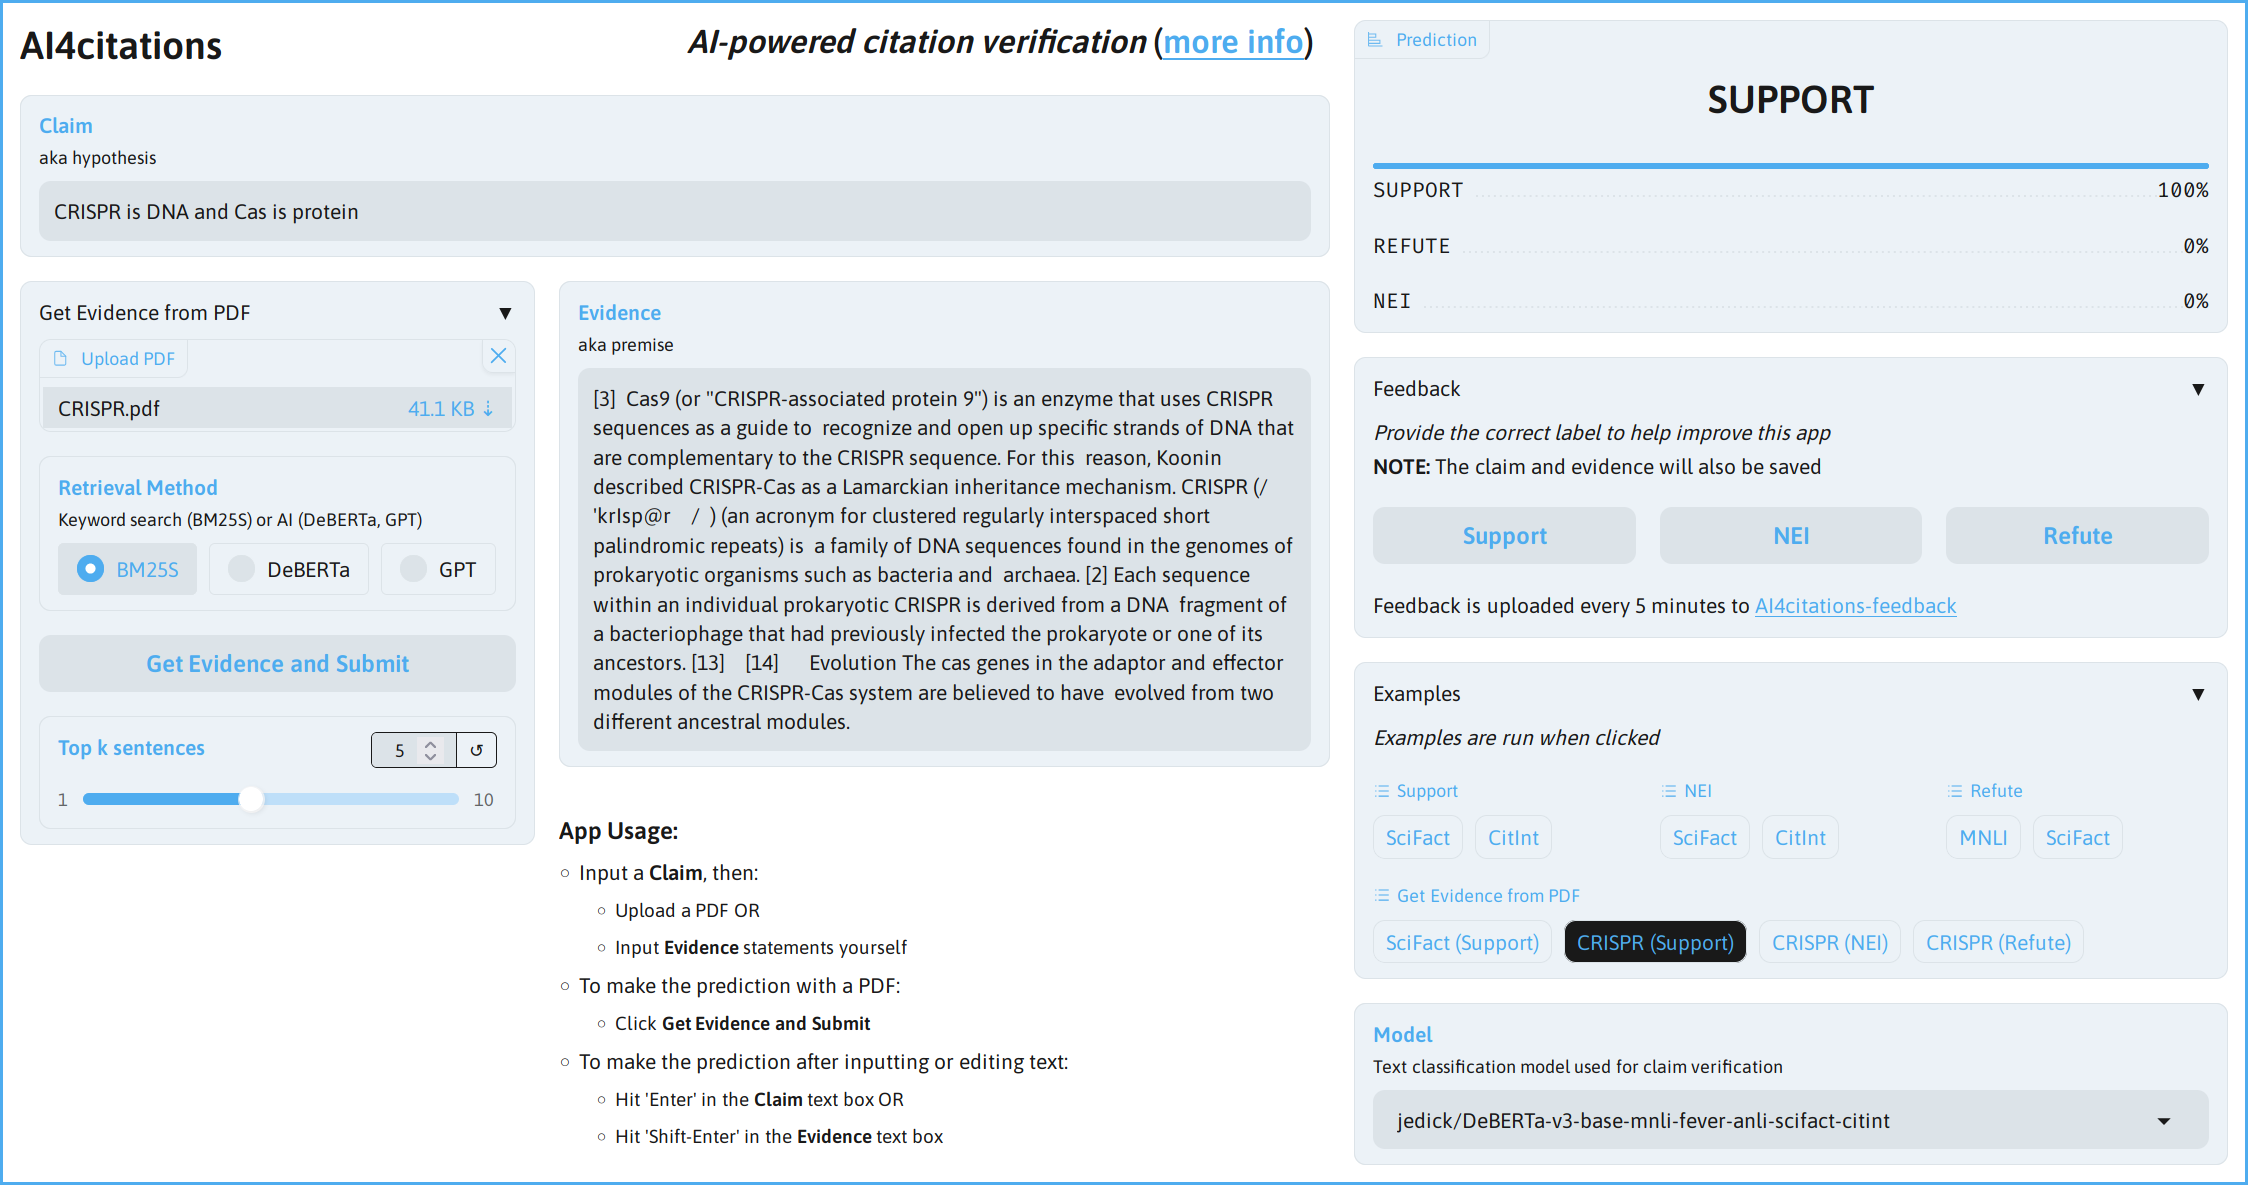 AI4citations
AI-powered citation verification (more info)
Claim
aka hypothesis
CRISPR is DNA and Cas is protein
Get Evidence from PDF ▼
Upload PDF
CRISPR.pdf 41.1 KB ⇣
Retrieval Method
Keyword search (BM25S) or AI (DeBERTa, GPT)
BM25S DeBERTa GPT
Get Evidence and Submit
Top k sentences 5 ↺
1 10
Evidence
aka premise
[3] Cas9 (or "CRISPR-associated protein 9") is an enzyme that uses CRISPR
sequences as a guide to recognize and open up specific strands of DNA that
are complementary to the CRISPR sequence. For this reason, Koonin
described CRISPR-Cas as a Lamarckian inheritance mechanism. CRISPR (/
'krIsp@r / ) (an acronym for clustered regularly interspaced short
palindromic repeats) is a family of DNA sequences found in the genomes of
prokaryotic organisms such as bacteria and archaea. [2] Each sequence
within an individual prokaryotic CRISPR is derived from a DNA fragment of
a bacteriophage that had previously infected the prokaryote or one of its
ancestors. [13] [14] Evolution The cas genes in the adaptor and effector
modules of the CRISPR-Cas system are believed to have evolved from two
different ancestral modules.
App Usage:
Input a Claim, then:
Upload a PDF OR
Input Evidence statements yourself
To make the prediction with a PDF:
Click Get Evidence and Submit
To make the prediction after inputting or editing text:
Hit 'Enter' in the Claim text box OR
Hit 'Shift-Enter' in the Evidence text box
Prediction
SUPPORT
SUPPORT 100%
REFUTE 0%
NEI 0%
Feedback ▼
Provide the correct label to help improve this app
NOTE: The claim and evidence will also be saved
Support NEI Refute
Feedback is uploaded every 5 minutes to AI4citations-feedback
Examples ▼
Examples are run when clicked
Support NEI Refute
SciFact CitInt SciFact CitInt MNLI SciFact
Get Evidence from PDF
SciFact (Support) CRISPR (Support) CRISPR (NEI) CRISPR (Refute)
Model
Text classification model used for claim verification
jedick/DeBERTa-v3-base-mnli-fever-anli-scifact-citint